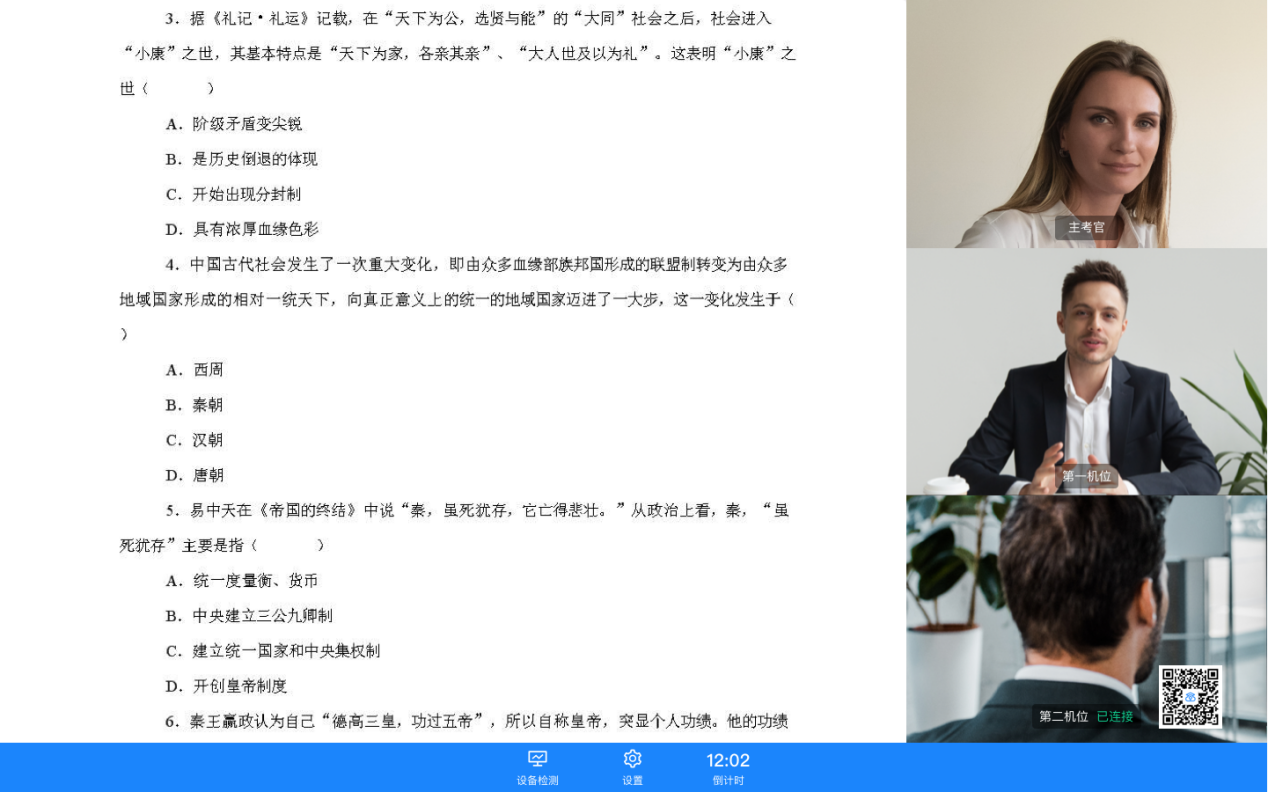 3．据《礼记·礼运》记载，在“天下为公，选贤与能”的“大同”社会之后，社会进入
“小康”之世，其基本特点是“天下为家，各亲其亲”、“大人世及以为礼”。这表明“小康”之
世（　　）
A．阶级矛盾变尖锐
B．是历史倒退的体现
C．开始出现分封制
D．具有浓厚血缘色彩
4．中国古代社会发生了一次重大变化，即由众多血缘部族邦国形成的联盟制转变为由众多
地域国家形成的相对一统天下，向真正意义上的统一的地域国家迈进了一大步，这一变化发生于（
）
A．西周
B．秦朝
C．汉朝
D．唐朝
5．易中天在《帝国的终结》中说“秦，虽死犹存，它亡得悲壮。”从政治上看，秦，“虽
死犹存”主要是指（　　）
A．统一度量衡、货币
B．中央建立三公九卿制
C．建立统一国家和中央集权制
D．开创皇帝制度
6．秦王嬴政认为自己“德高三皇，功过五帝”，所以自称皇帝，突显个人功绩。他的功绩
主考官
第一机位
第二机位 已连接
设备检测
设置
12:02
倒计时